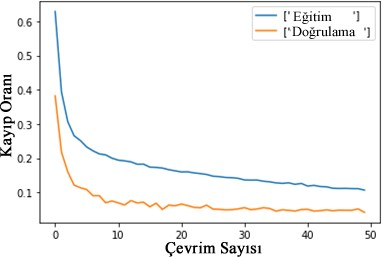 ['Eğitim ']
['Doğrulama ']
Kayıp Oranı
0.6
0.5
0.4
0.3
0.2
0.1
0 10 20 30 40 50
Çevrim Sayısı